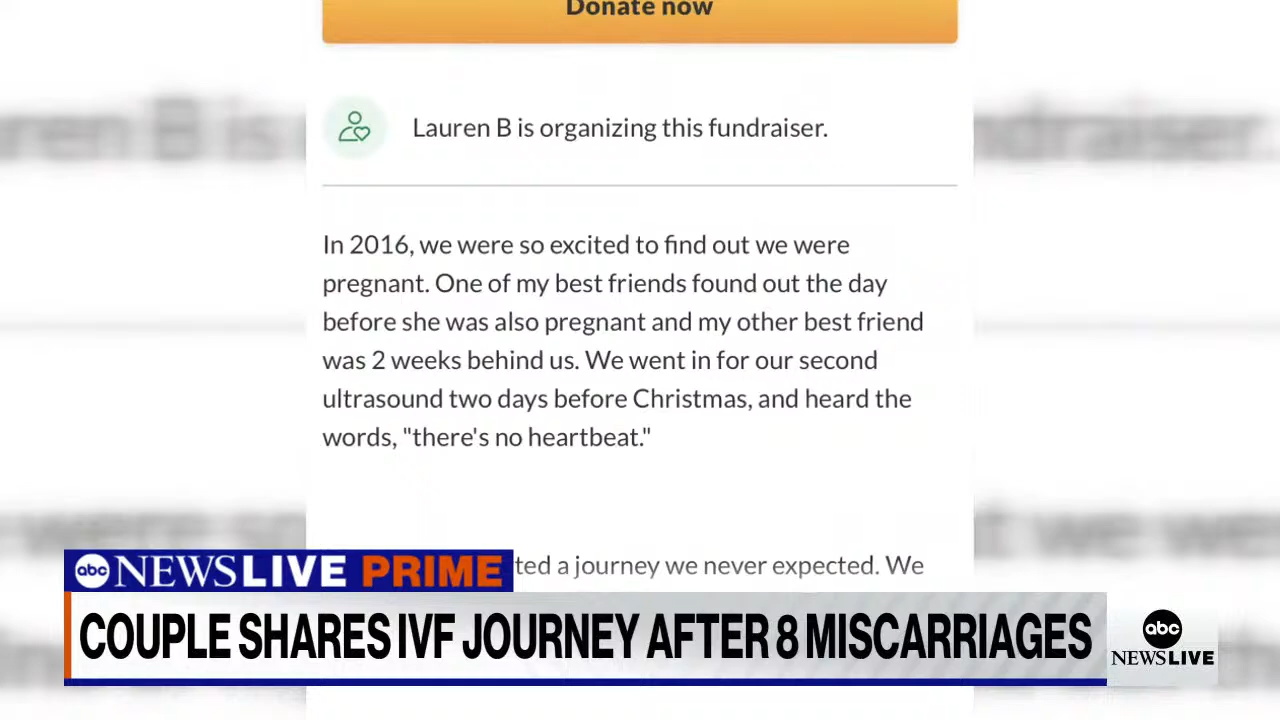 Donate now
Lauren B is organizing this fundraiser.
In 2016, we were so excited to find out we were
pregnant. One of my best friends found out the day
before she was also pregnant and my other best friend
was 2 weeks behind us. We went in for our second
ultrasound two days before Christmas, and heard the
words, "there's no heartbeat."
a journey we never expected. We
abc NEWS LIVE PRIME
COUPLE SHARES IVF JOURNEY AFTER 8 MISCARRIAGES
abc
NEWS LIVE